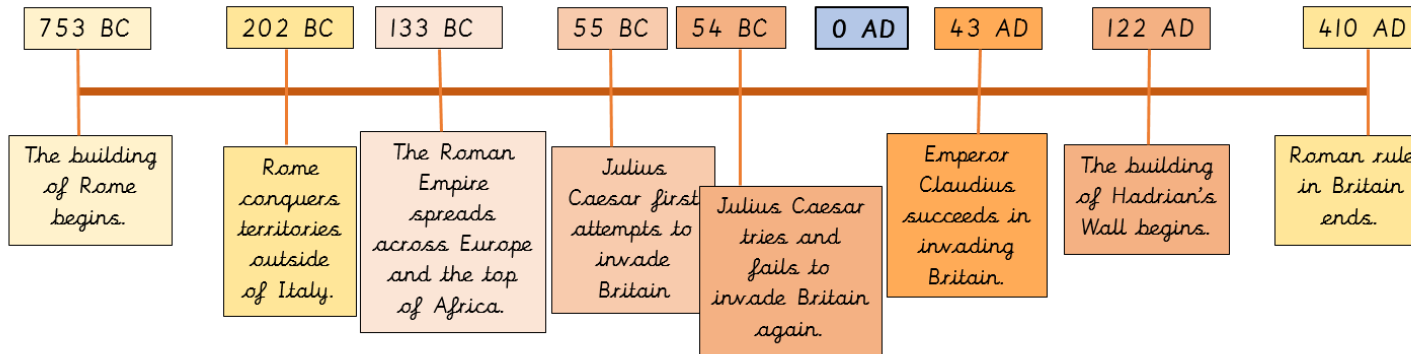 753 BC
202 BC
133 BC
55 BC
54 BC
0 AD
43 AD
122 AD
410 AD
The building
of Rome
begins.
Rome
conquers
territories
outside
of Italy.
The Roman
Empire
spreads
across Europe
and the top
of Africa.
Julius
Caesar first
attempts to
invade
Britain
Julius Caesar
tries and
fails to
invade Britain
again.
Emperor
Claudius
succeeds in
invading
Britain.
The building
of Hadrian's
Wall begins.
Roman rule
in Britain
ends.